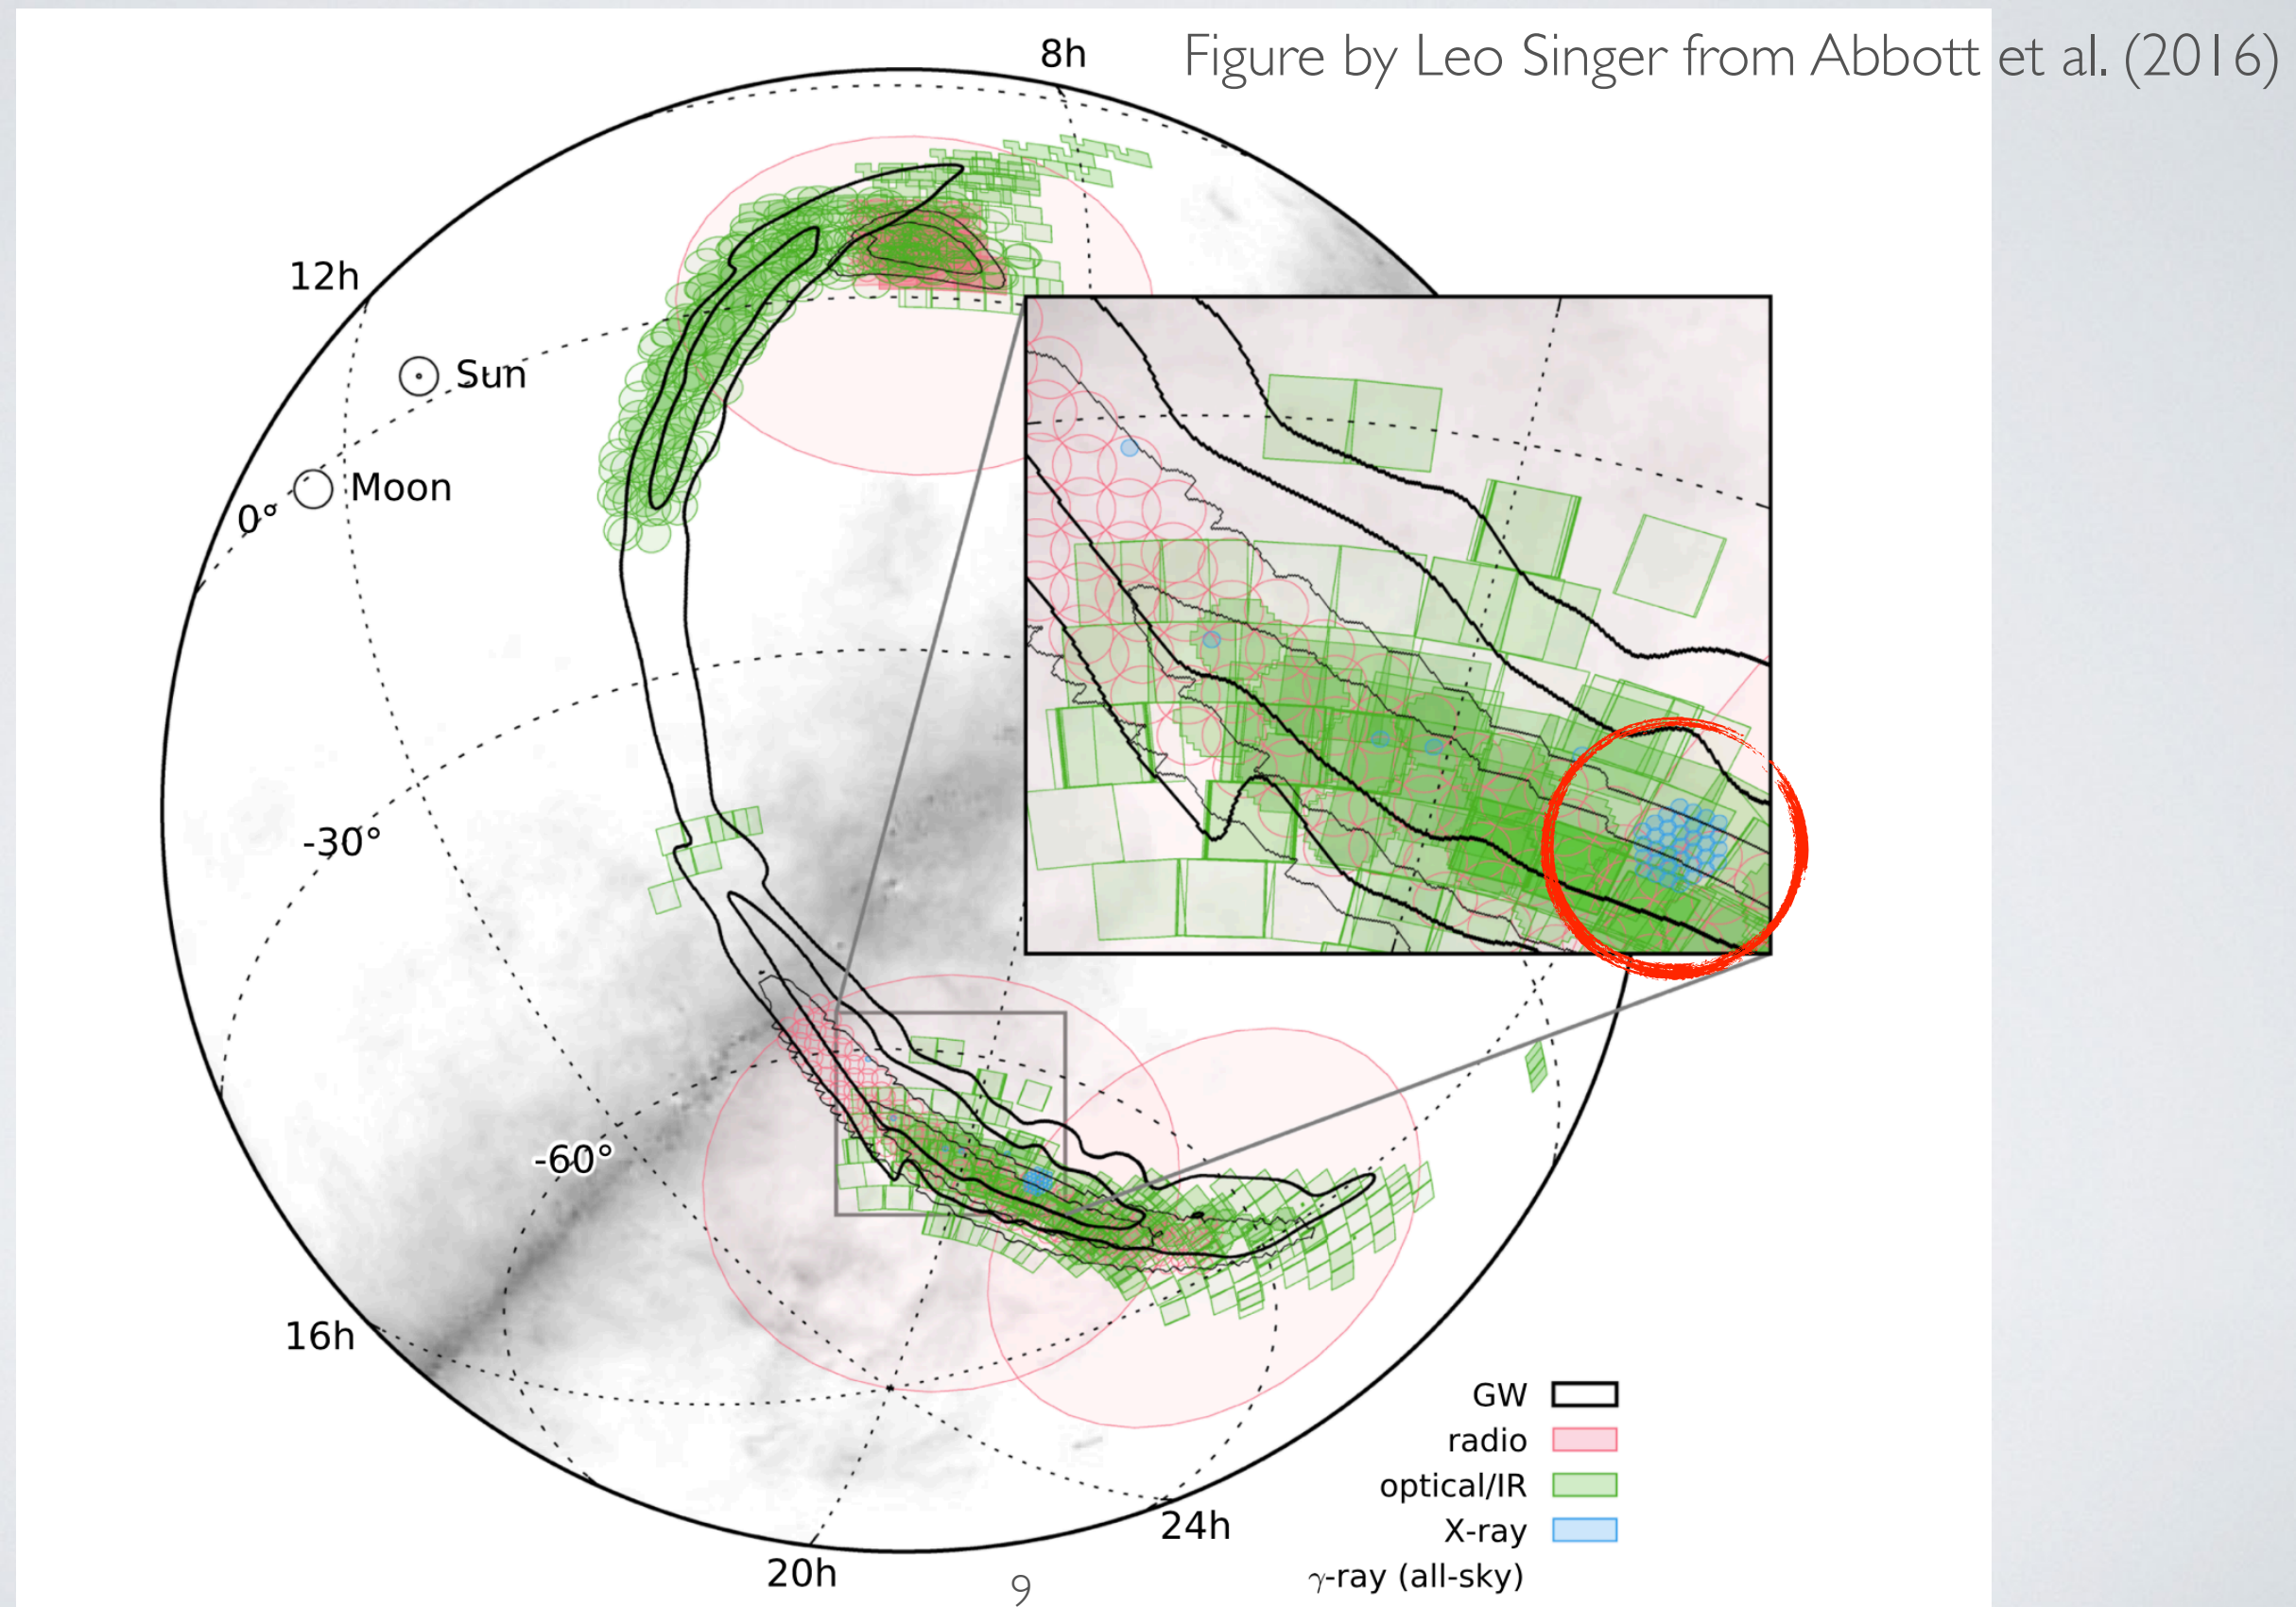 Figure by Leo Singer from Abbott et al. (2016)
8h
12h
Sun
Moon
0°
-30°
-60°
16h
GW
radio
optical/IR
X-ray
γ-ray (all-sky)
24h
20h
9